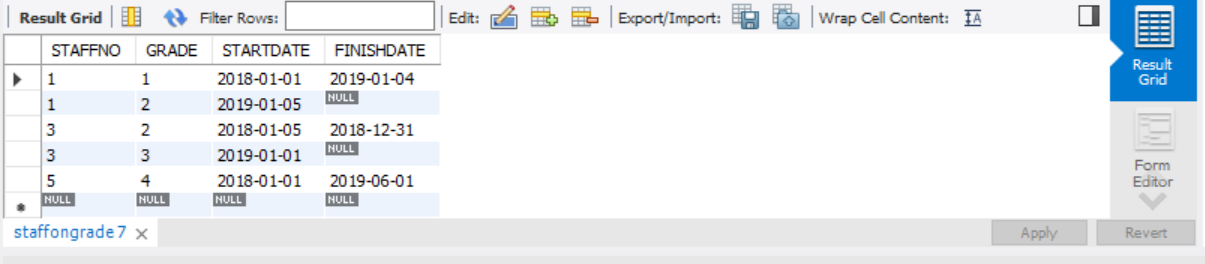 Result Grid Filter Rows: Edit: Export/Import: Wrap Cell Content: IA
STAFFNO GRADE STARTDATE FINISHDATE
1 1 2018-01-01 2019-01-04
1 2 2019-01-05 NULL
3 2 2018-01-05 2018-12-31
3 3 2019-01-01 NULL
5 4 2018-01-01 2019-06-01
NULL NULL NULL NULL
Result
Grid
Form
Editor
staffongrade 7
Apply Revert